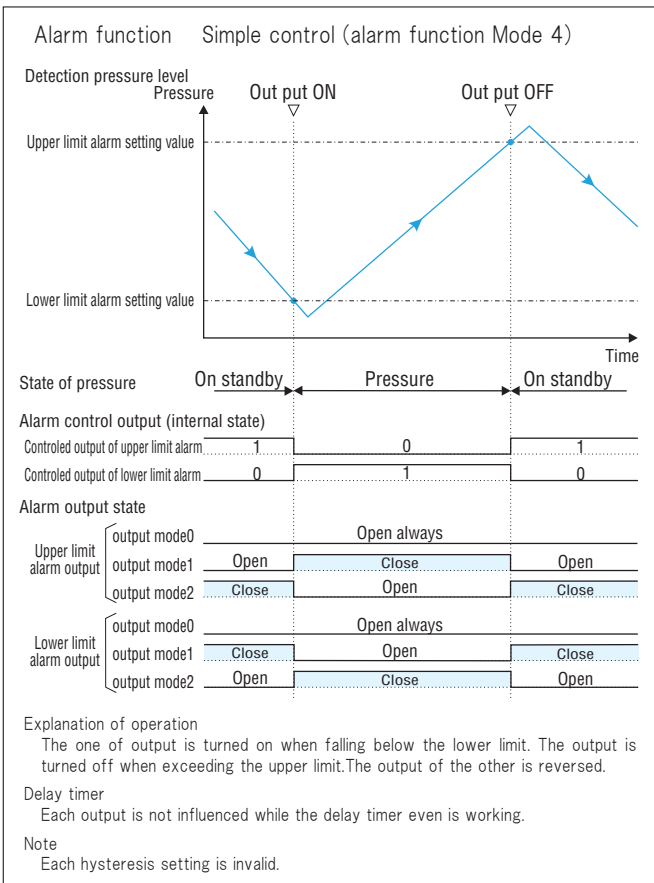 Alarm function Simple control (alarm function Mode 4)
Detection pressure level
Pressure Out put ON Out put OFF
Upper limit alarm setting value
Lower limit alarm setting value
Time
State of pressure On standby Pressure On standby
Alarm control output (internal state)
Controled output of upper limit alarm 1 0 1
Controled output of lower limit alarm 0 1 0
Alarm output state
Upper limit alarm output
output mode0 Open always
output mode1 Open Close Open
output mode2 Close Open Close
Lower limit alarm output
output mode0 Open always
output mode1 Close Open Close
output mode2 Open Close Open
Explanation of operation
The one of output is turned on when falling below the lower limit. The output is
turned off when exceeding the upper limit.The output of the other is reversed.
Delay timer
Each output is not influenced while the delay timer even is working.
Note
Each hysteresis setting is invalid.